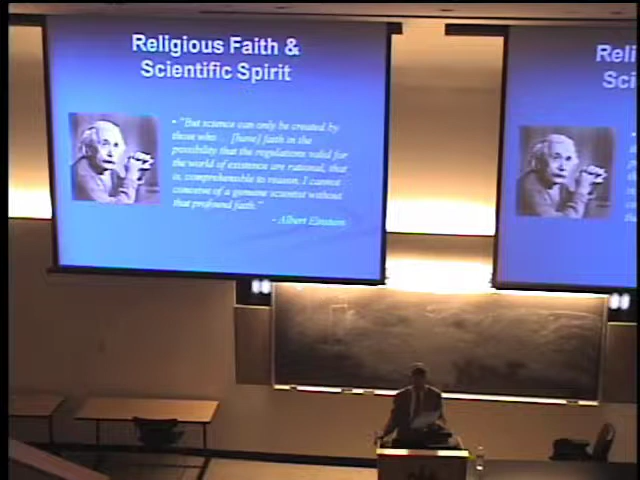 Religious Faith &
Scientific Spirit
• "But science can only be created by
those who ... [have] faith in the
possibility that the regulations valid for
the world of existence are rational, that
is, comprehensible to reason. I cannot
conceive of a genuine scientist without
that profound faith."
- Albert Einstein
Reli
Sci